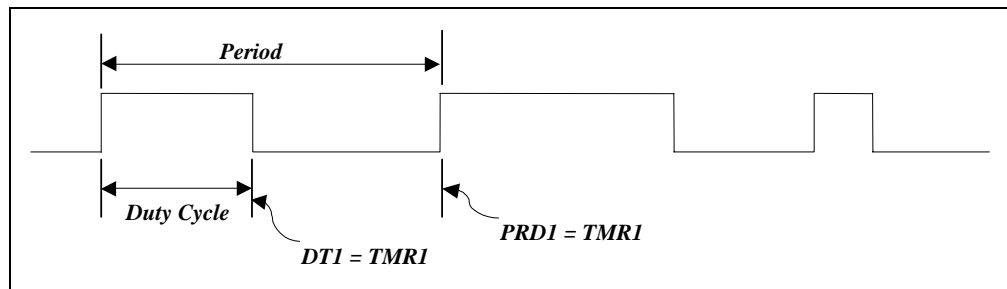 Period
Duty Cycle
DT1 = TMR1
PRD1 = TMR1